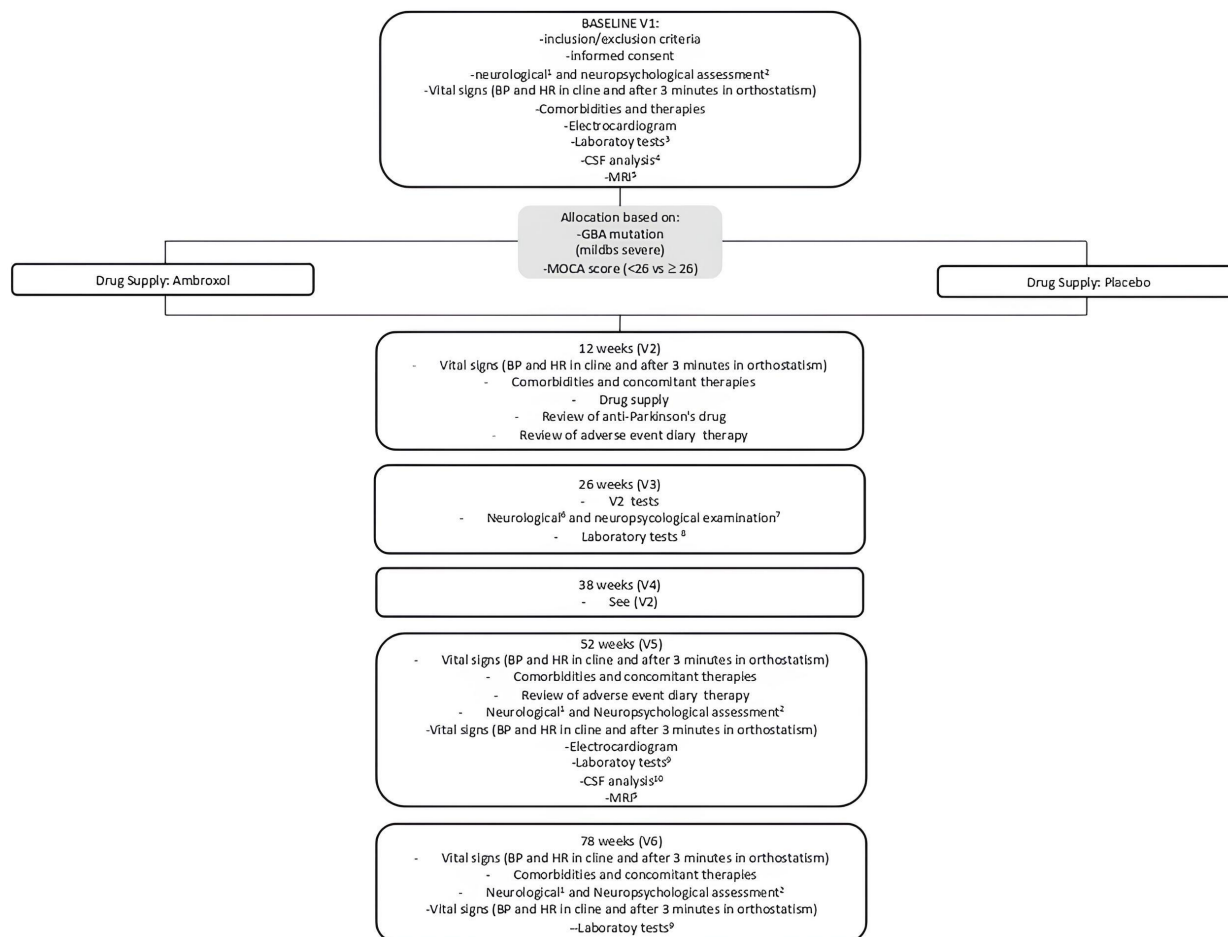 BASELINE V1:
-inclusion/exclusion criteria
-informed consent
-neurological¹ and neuropsychological assessment²
-Vital signs (BP and HR in cline and after 3 minutes in orthostatism)
-Comorbidities and therapies
-Electrocardiogram
-Laboratoy tests³
-CSF analysis⁴
-MRI⁵
Allocation based on:
-GBA mutation
(mildbs severe)
-MOCA score (<26 vs ≥ 26)
Drug Supply: Ambroxol
Drug Supply: Placebo
12 weeks (V2)
- Vital signs (BP and HR in cline and after 3 minutes in orthostatism)
- Comorbidities and concomitant therapies
- Drug supply
- Review of anti-Parkinson's drug
- Review of adverse event diary therapy
26 weeks (V3)
- V2 tests
- Neurological⁶ and neuropsycological examination⁷
- Laboratory tests ⁸
38 weeks (V4)
- See (V2)
52 weeks (V5)
- Vital signs (BP and HR in cline and after 3 minutes in orthostatism)
- Comorbidities and concomitant therapies
- Review of adverse event diary therapy
- Neurological¹ and Neuropsychological assessment²
-Vital signs (BP and HR in cline and after 3 minutes in orthostatism)
-Electrocardiogram
-Laboratoy tests⁹
-CSF analysis¹⁰
-MRI⁵
78 weeks (V6)
- Vital signs (BP and HR in cline and after 3 minutes in orthostatism)
- Comorbidities and concomitant therapies
- Neurological¹ and Neuropsychological assessment²
-Vital signs (BP and HR in cline and after 3 minutes in orthostatism)
--Laboratoy tests⁹